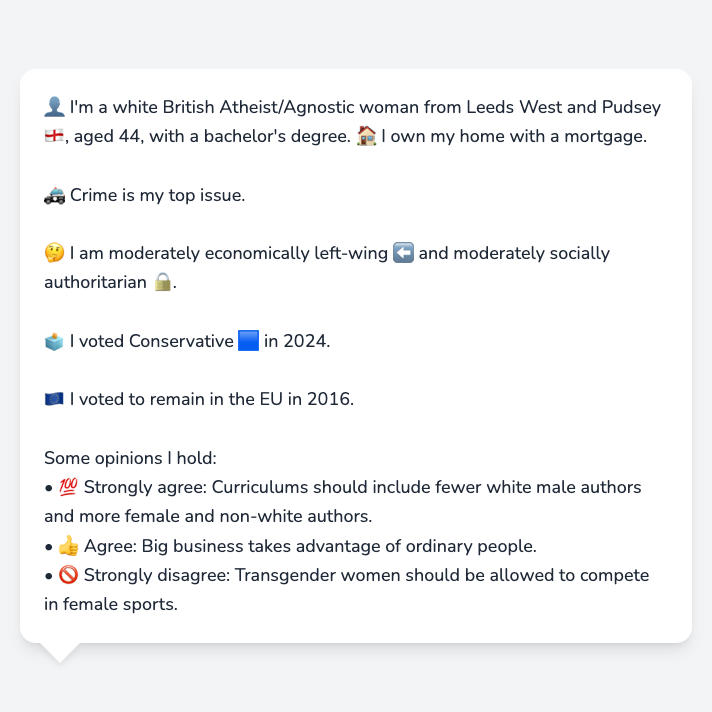 👤 I'm a white British Atheist/Agnostic woman from Leeds West and Pudsey
🏴󠁧󠁢󠁥󠁮󠁧󠁿, aged 44, with a bachelor's degree. 🏠 I own my home with a mortgage.
🚓 Crime is my top issue.
🤔 I am moderately economically left-wing ⬅️ and moderately socially
authoritarian 🔒.
🗳️ I voted Conservative 🟦 in 2024.
🇪🇺 I voted to remain in the EU in 2016.
Some opinions I hold:
• 💯 Strongly agree: Curriculums should include fewer white male authors
and more female and non-white authors.
• 👍 Agree: Big business takes advantage of ordinary people.
• 🚫 Strongly disagree: Transgender women should be allowed to compete
in female sports.